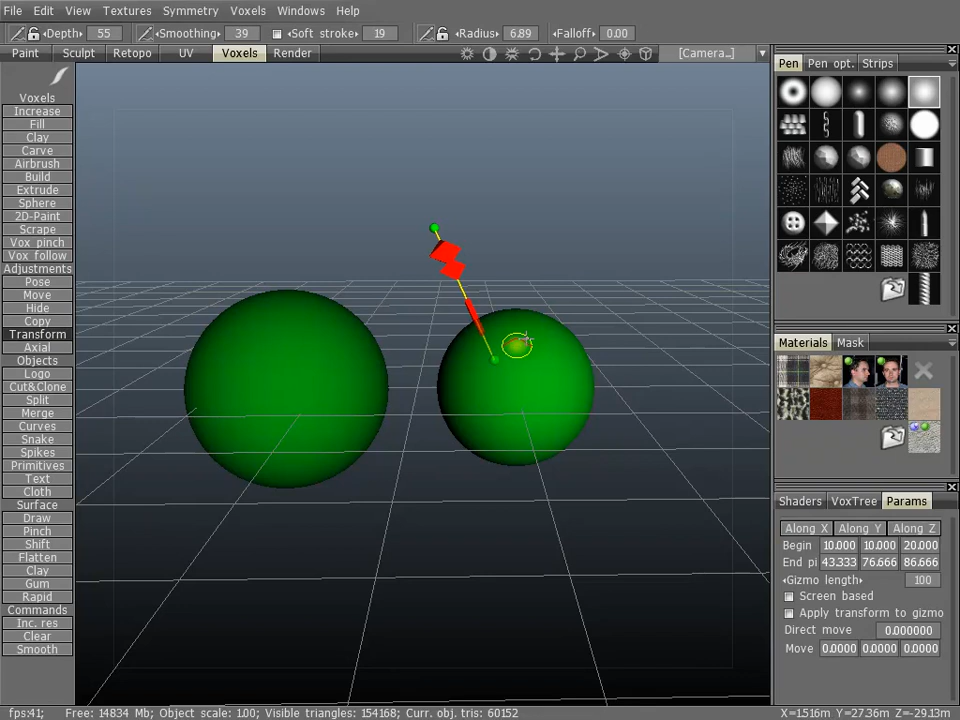 File Edit View Textures Symmetry Voxels Windows Help
Depth: 55 Smoothing: 39 Soft stroke: 19 Radius: 6.89 Falloff: 0.00
Paint Sculpt Retopo UV Voxels Render [Camera...]
Voxels
Increase
Fill
Clay
Carve
Airbrush
Build
Extrude
Sphere
2D-Paint
Scrape
Vox pinch
Vox follow
Adjustments
Pose
Move
Hide
Copy
Transform
Axial
Objects
Logo
Cut&Clone
Split
Merge
Curves
Snake
Spikes
Primitives
Text
Cloth
Surface
Draw
Pinch
Shift
Flatten
Clay
Gum
Rapid
Commands
Inc. res
Clear
Smooth
Pen Pen opt. Strips
Materials Mask
Shaders VoxTree Params
Along X Along Y Along Z
Begin 10.000 10.000 20.000
End pi 43.333 76.666 86.666
Gizmo length 100
Screen based
Apply transform to gizmo
Direct move 0.000000
Move 0.0000 0.0000 0.0000
fps:41; Free: 14834 Mb; Object scale: 1.00; Visible triangles: 154168; Curr. obj. tris: 60152 X=1516m Y=27.36m Z=-29.13m